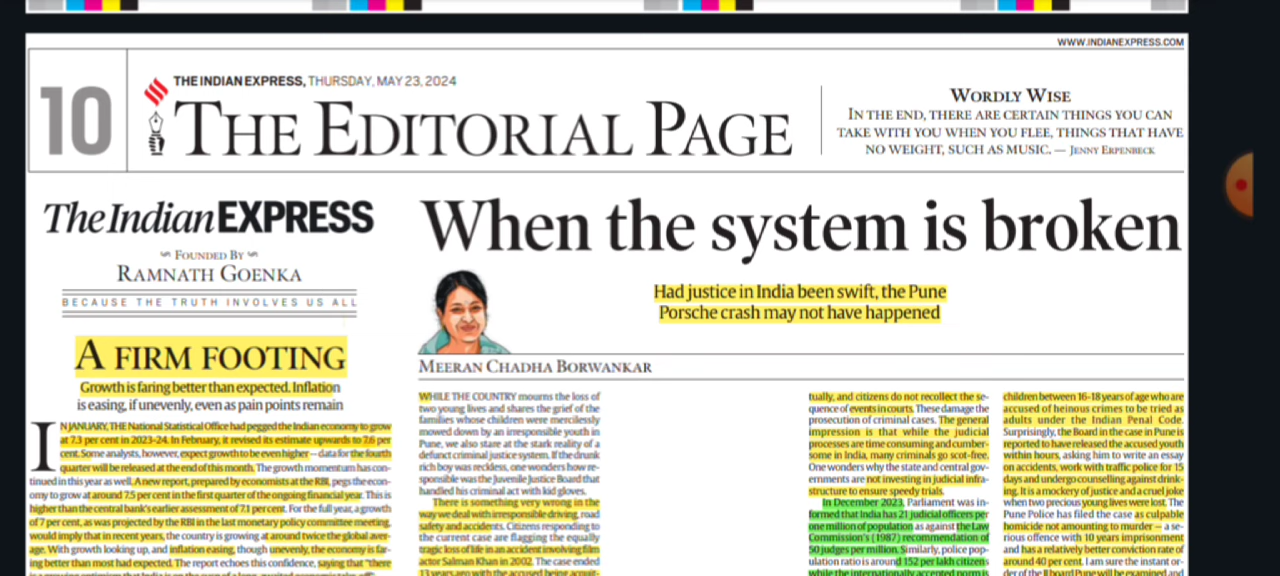 WWW.INDIANEXPRESS.COM
10
THE INDIAN EXPRESS, THURSDAY, MAY 23, 2024
THE EDITORIAL PAGE
WORDLY WISE
IN THE END, THERE ARE CERTAIN THINGS YOU CAN
TAKE WITH YOU WHEN YOU FLEE, THINGS THAT HAVE
NO WEIGHT, SUCH AS MUSIC. — JENNY ERPENBECK
The Indian EXPRESS
FOUNDED BY
RAMNATH GOENKA
BECAUSE THE TRUTH INVOLVES US ALL
A FIRM FOOTING
Growth is faring better than expected. Inflation
is easing, if unevenly, even as pain points remain
IN JANUARY, THE National Statistical Office had pegged the Indian economy to grow
at 7.3 per cent in 2023-24. In February, it revised its estimate upwards to 7.6 per
cent. Some analysts, however, expect growth to be even higher — data for the fourth
quarter will be released at the end of this month. The growth momentum has con-
tinued in this year as well. A new report, prepared by economists at the RBI, pegs the econ-
omy to grow at around 7.5 per cent in the first quarter of the ongoing financial year. This is
higher than the central bank's earlier assessment of 7.1 per cent. For the full year, a growth
of 7 per cent, as was projected by the RBI in the last monetary policy committee meeting,
would imply that in recent years, the country is growing at around twice the global aver-
age. With growth looking up, and inflation easing, though unevenly, the economy is far-
ing better than most had expected. The report echoes this confidence, saying that "there
When the system is broken
Had justice in India been swift, the Pune
Porsche crash may not have happened
MEERAN CHADHA BORWANKAR
WHILE THE COUNTRY mourns the loss of
two young lives and shares the grief of the
families whose children were mercilessly
mowed down by an irresponsible youth in
Pune, we also stare at the stark reality of a
defunct criminal justice system. If the drunk
rich boy was reckless, one wonders how re-
sponsible was the Juvenile Justice Board that
handled his criminal act with kid gloves.
There is something very wrong in the
way we deal with irresponsible driving, road
safety and accidents. Citizens responding to
the current case are flagging the equally
tragic loss of life in an accident involving film
actor Salman Khan in 2002. The case ended
13 years ago with the accused being acquit-
tually, and citizens do not recollect the se-
quence of events in courts. These damage the
prosecution of criminal cases. The general
impression is that while the judicial
processes are time consuming and cumber-
some in India, many criminals go scot-free.
One wonders why the state and central gov-
ernments are not investing in judicial infra-
structure to ensure speedy trials.
In December 2023, Parliament was in-
formed that India has 21 judicial officers per
one million of population as against the Law
Commission's (1987) recommendation of
50 judges per million. Similarly, police pop-
ulation ratio is around 152 per lakh citizens
while the internationally accepted norm is
children between 16-18 years of age who are
accused of heinous crimes to be tried as
adults under the Indian Penal Code.
Surprisingly, the Board in the case in Pune is
reported to have released the accused youth
within hours, asking him to write an essay
on accidents, work with traffic police for 15
days and undergo counselling against drink-
ing. It is a mockery of justice and a cruel joke
when two precious young lives were lost. The
Pune Police has filed the case as culpable
homicide not amounting to murder — a se-
rious offence with 10 years imprisonment
and has a relatively better conviction rate of
around 40 per cent. I am sure the instant or-
der of the JJ Board Pune will be examined and